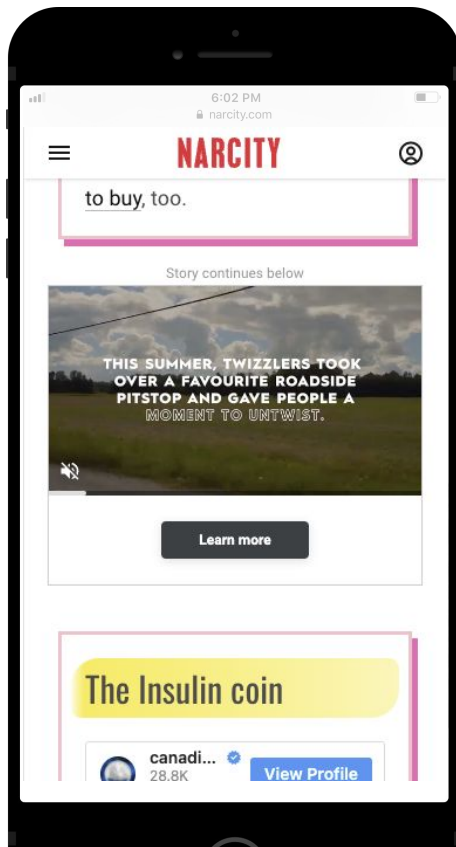 6:02 PM
narcity.com
NARCITY
to buy, too.
Story continues below
THIS SUMMER, TWIZZLERS TOOK
OVER A FAVOURITE ROADSIDE
PITSTOP AND GAVE PEOPLE A
MOMENT TO UNTWIST.
Learn more
The Insulin coin
canadi...
28.8K
View Profile